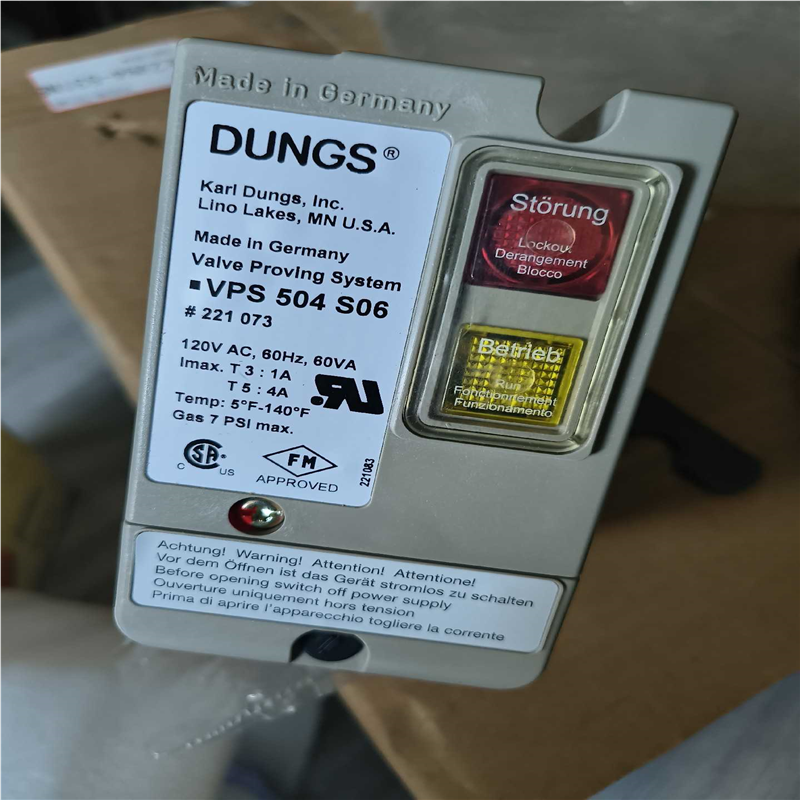 Made in Germany
DUNGS®
Karl Dungs, Inc.
Lino Lakes, MN U.S.A.
Made in Germany
Valve Proving System
▪VPS 504 S06
# 221 073
120V AC, 60Hz, 60VA
Imax. T 3 : 1A
T 5 : 4A
Temp: 5°F-140°F
Gas 7 PSI max.
C SA US
FM
APPROVED
221083
Störung
Lockout
Derangement
Blocco
Betrieb
Run
Fonctionnement
Funzionamento
Achtung! Warning! Attention! Attentione!
Vor dem Öffnen ist das Gerät stromlos zu schalten
Before opening switch off power supply
Ouverture uniquement hors tension
Prima di aprire l'apparecchio togliere la corrente